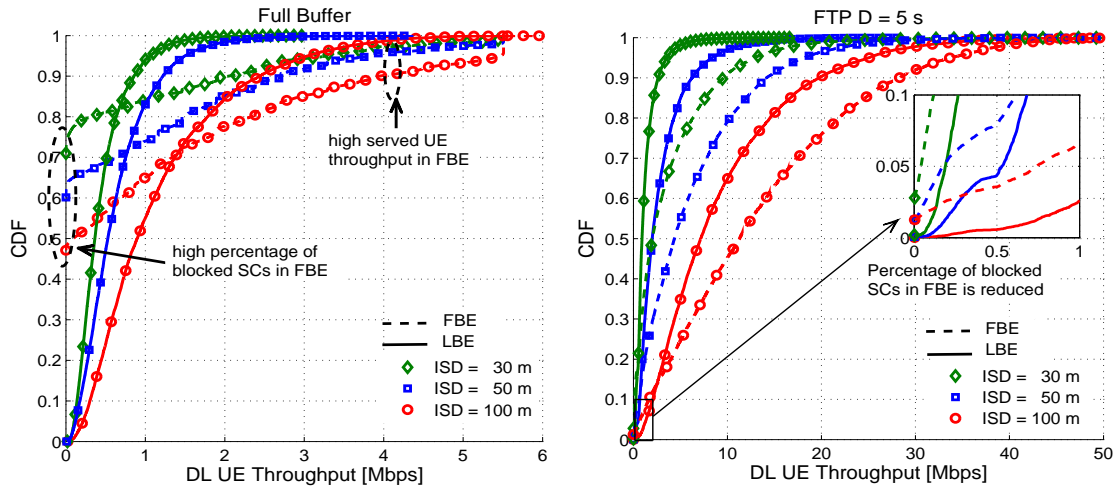 Full Buffer
1
0.9
0.8
0.7
0.6
0.5
0.4
0.3
0.2
0.1
0
CDF
0
1
2
3
4
5
6
DL UE Throughput [Mbps]
high served UE
throughput in FBE
high percentage of
blocked SCs in FBE
FBE
LBE
ISD = 30 m
ISD = 50 m
ISD = 100 m
FTP D = 5 s
1
0.9
0.8
0.7
0.6
0.5
0.4
0.3
0.2
0.1
0
CDF
0
10
20
30
40
50
DL UE Throughput [Mbps]
0.1
0.05
0
0
0.5
1
Percentage of blocked
SCs in FBE is reduced
FBE
LBE
ISD = 30 m
ISD = 50 m
ISD = 100 m